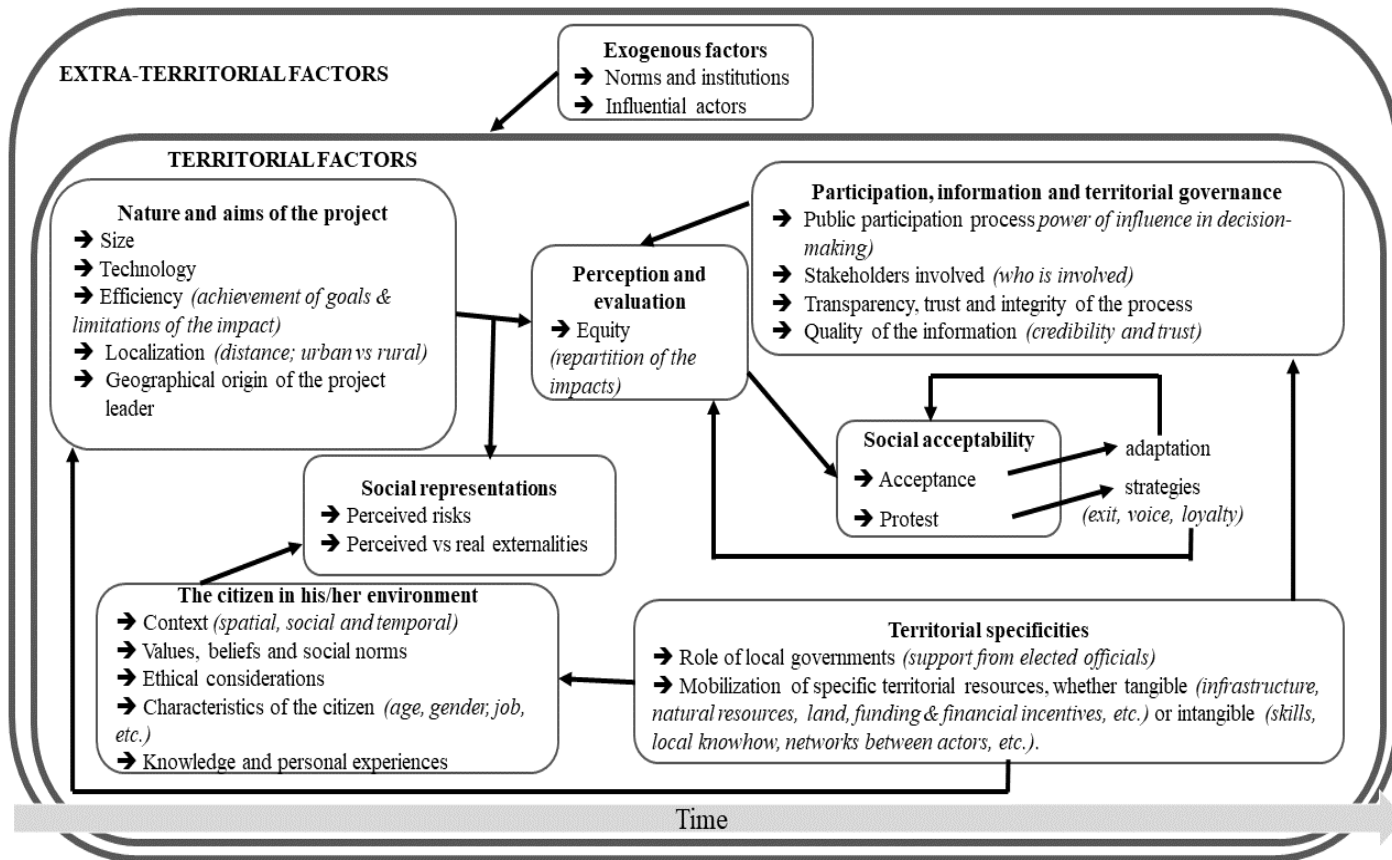 Exogenous factors
➔ Norms and institutions
➔ Influential actors
EXTRA-TERRITORIAL FACTORS
TERRITORIAL FACTORS
Nature and aims of the project
➔ Size
➔ Technology
➔ Efficiency (achievement of goals &
limitations of the impact)
➔ Localization (distance; urban vs rural)
➔ Geographical origin of the project
leader
Perception and
evaluation
➔ Equity
(repartition of the
impacts)
Participation, information and territorial governance
➔ Public participation process power of influence in decision-
making)
➔ Stakeholders involved (who is involved)
➔ Transparency, trust and integrity of the process
➔ Quality of the information (credibility and trust)
Social acceptability
➔ Acceptance
➔ Protest
adaptation
strategies
(exit, voice, loyalty)
Social representations
➔ Perceived risks
➔ Perceived vs real externalities
The citizen in his/her environment
➔ Context (spatial, social and temporal)
➔ Values, beliefs and social norms
➔ Ethical considerations
➔ Characteristics of the citizen (age, gender, job,
etc.)
➔ Knowledge and personal experiences
Territorial specificities
➔ Role of local governments (support from elected officials)
➔ Mobilization of specific territorial resources, whether tangible (infrastructure,
natural resources, land, funding & financial incentives, etc.) or intangible (skills,
local knowhow, networks between actors, etc.).
Time